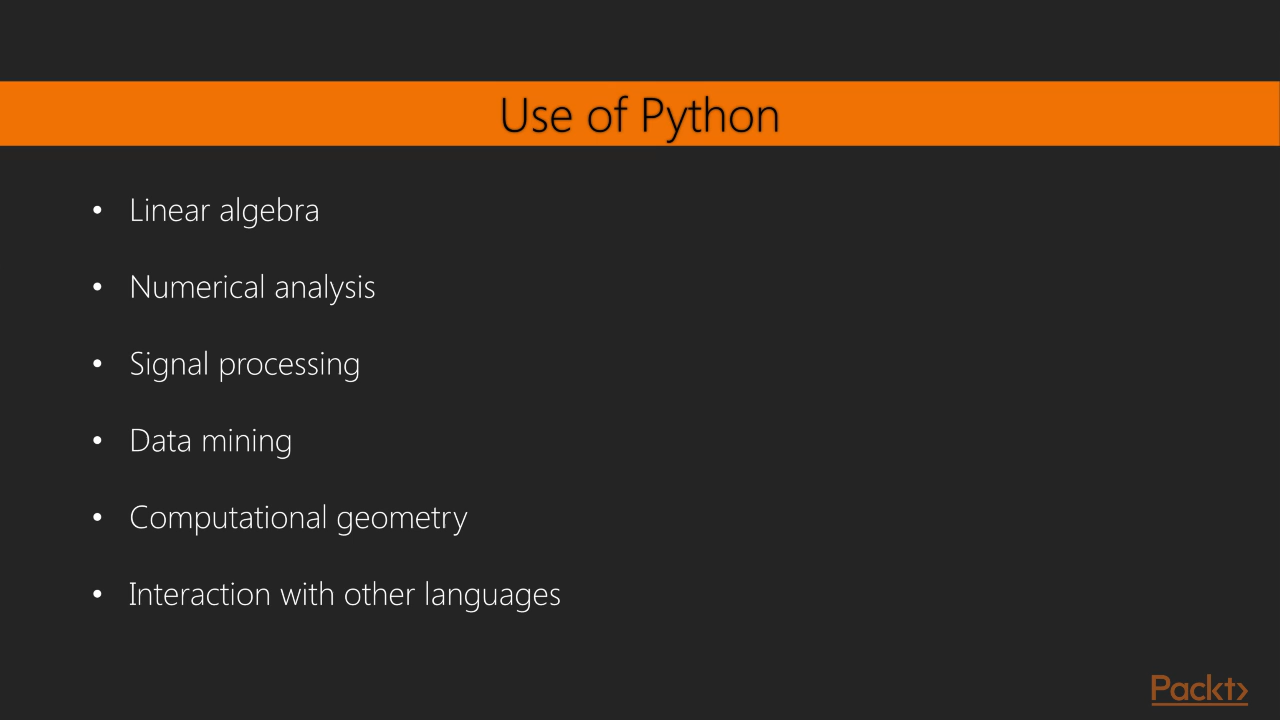 Use of Python
• Linear algebra
• Numerical analysis
• Signal processing
• Data mining
• Computational geometry
• Interaction with other languages
Packt>